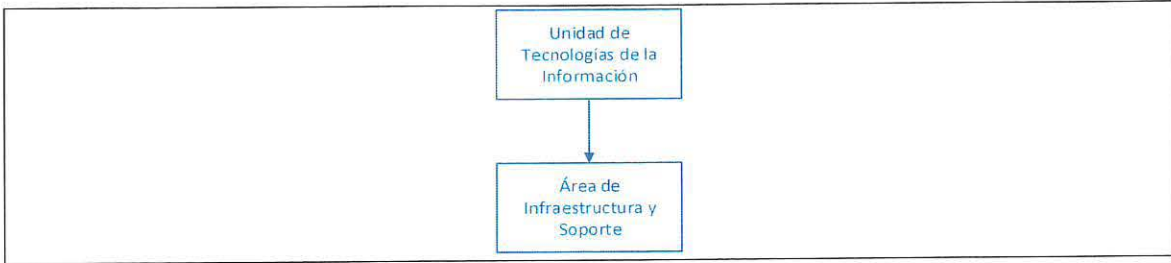 Unidad de
Tecnologías de la
Información
Área de
Infraestructura y
Soporte